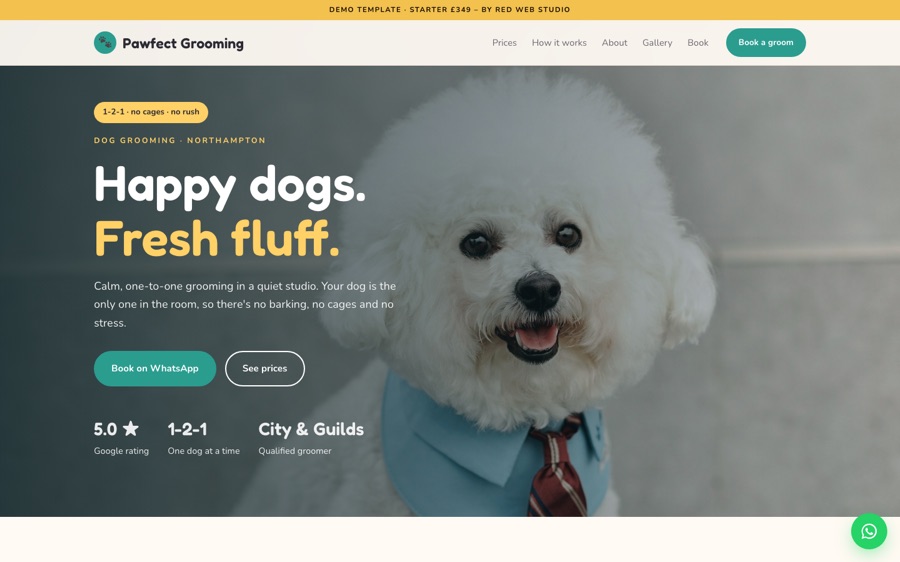 DEMO TEMPLATE · STARTER £349 – BY RED WEB STUDIO
Pawfect Grooming
Prices
How it works
About
Gallery
Book
Book a groom
1-2-1 · no cages · no rush
DOG GROOMING · NORTHAMPTON
Happy dogs.
Fresh fluff.
Calm, one-to-one grooming in a quiet studio. Your dog is the
only one in the room, so there's no barking, no cages and no
stress.
Book on WhatsApp
See prices
5.0 ★
Google rating
1-2-1
One dog at a time
City & Guilds
Qualified groomer